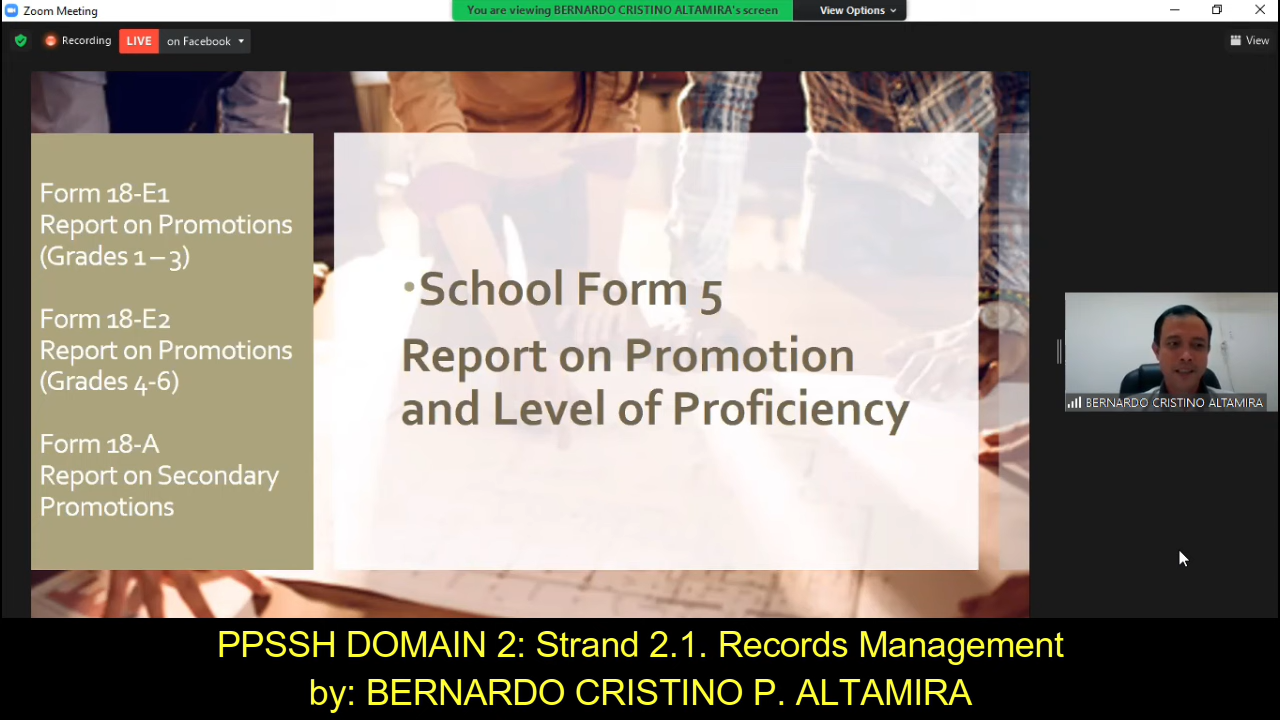 Zoom Meeting
You are viewing BERNARDO CRISTINO ALTAMIRA's screen
View Options
Recording
LIVE
on Facebook
View
Form 18-E1
Report on Promotions
(Grades 1 – 3)
Form 18-E2
Report on Promotions
(Grades 4-6)
Form 18-A
Report on Secondary
Promotions
•School Form 5
Report on Promotion
and Level of Proficiency
BERNARDO CRISTINO ALTAMIRA
PPSSH DOMAIN 2: Strand 2.1. Records Management
by: BERNARDO CRISTINO P. ALTAMIRA